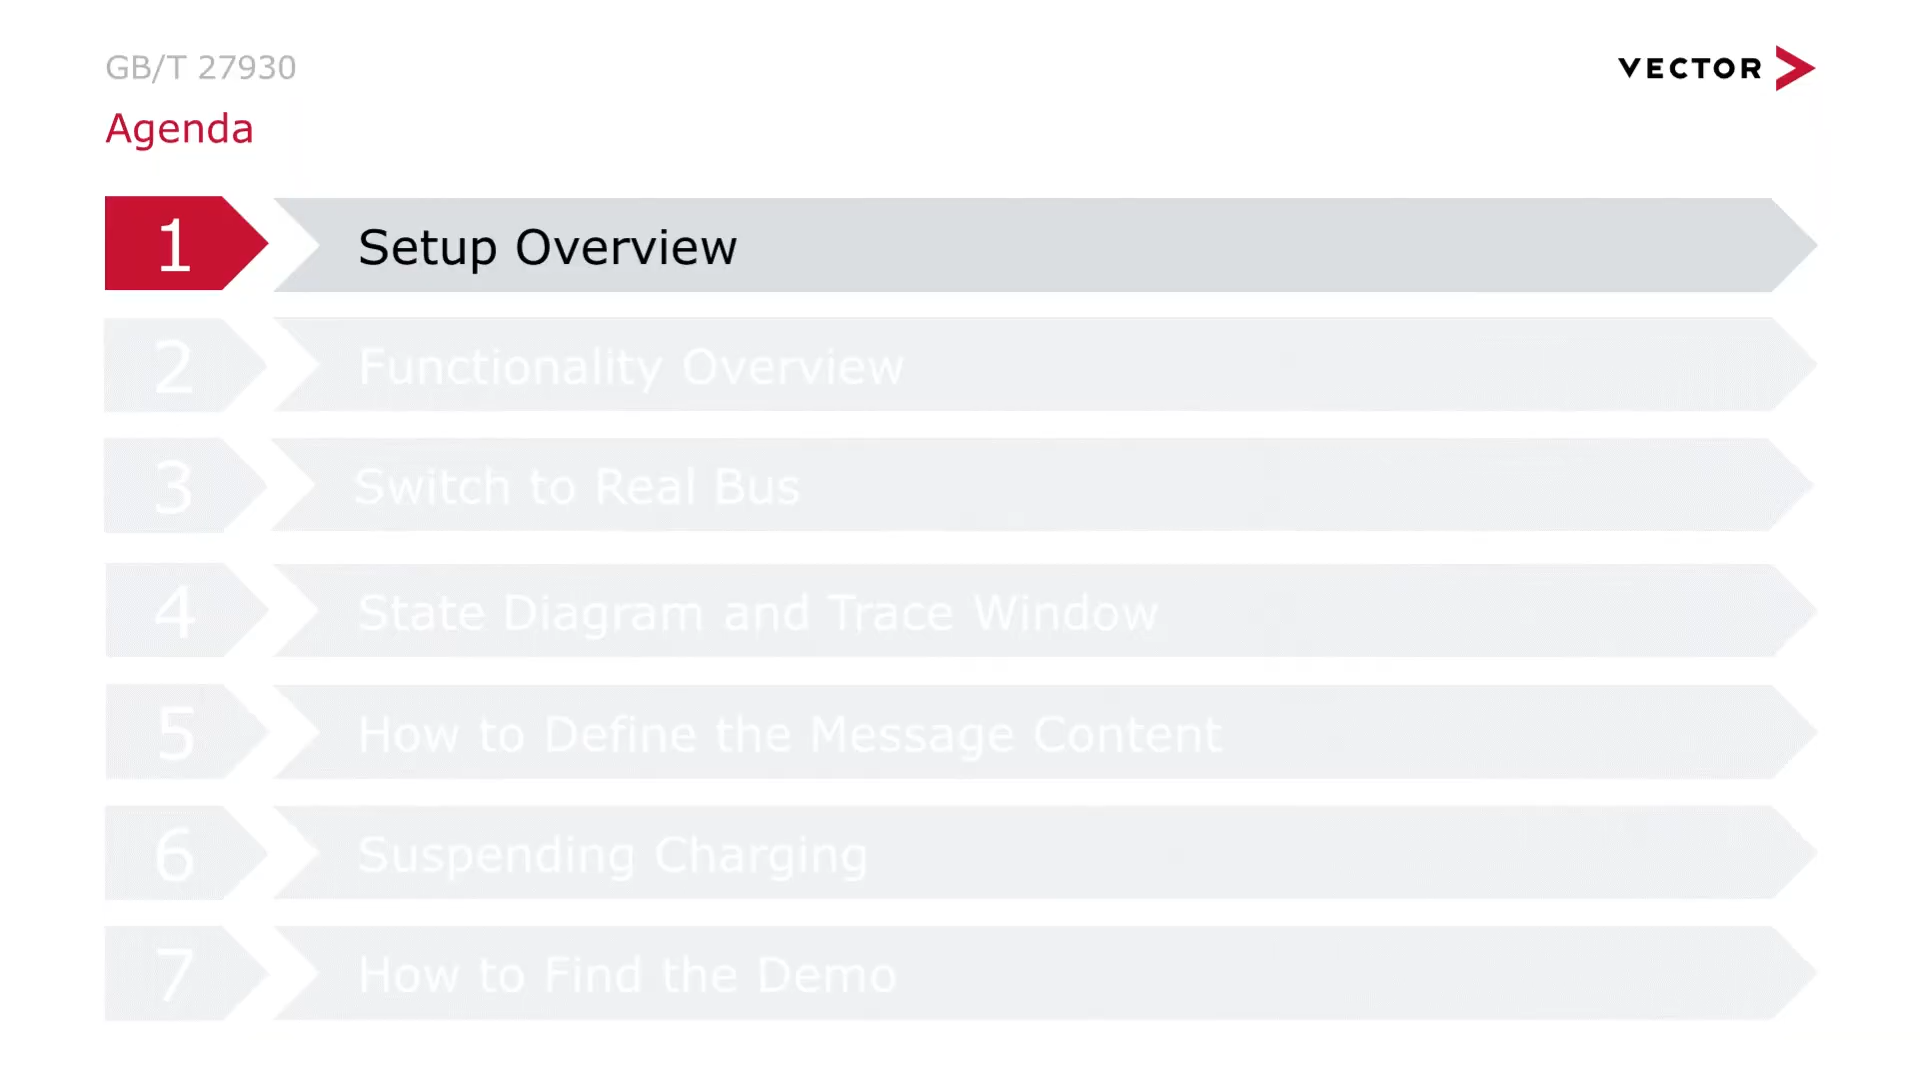 GB/T 27930
VECTOR
Agenda
1 Setup Overview
2 Functionality Overview
3 Switch to Real Bus
4 State Diagram and Trace Window
5 How to Define the Message Content
6 Suspending Charging
7 How to Find the Demo